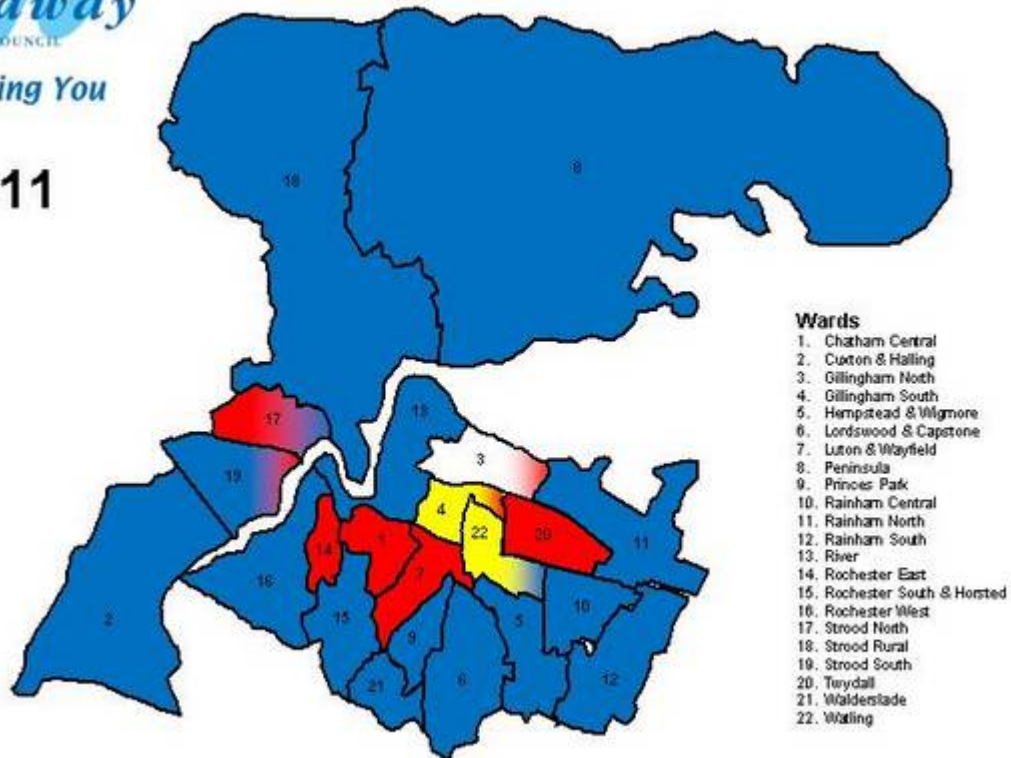 OUNCIL
ing You
11
18
8
17
13
19
3
4
22
20
11
14
1
7
16
15
10
2
9
5
6
12
21
Wards
1. Chatham Central
2. Cuxton & Halling
3. Gillingham North
4. Gillingham South
5. Hempstead & Wigmore
6. Lordswood & Capstone
7. Luton & Wayfield
8. Peninsula
9. Princes Park
10. Rainham Central
11. Rainham North
12. Rainham South
13. River
14. Rochester East
15. Rochester South & Horsted
16. Rochester West
17. Strood North
18. Strood Rural
19. Strood South
20. Twydall
21. Walderslade
22. Watling